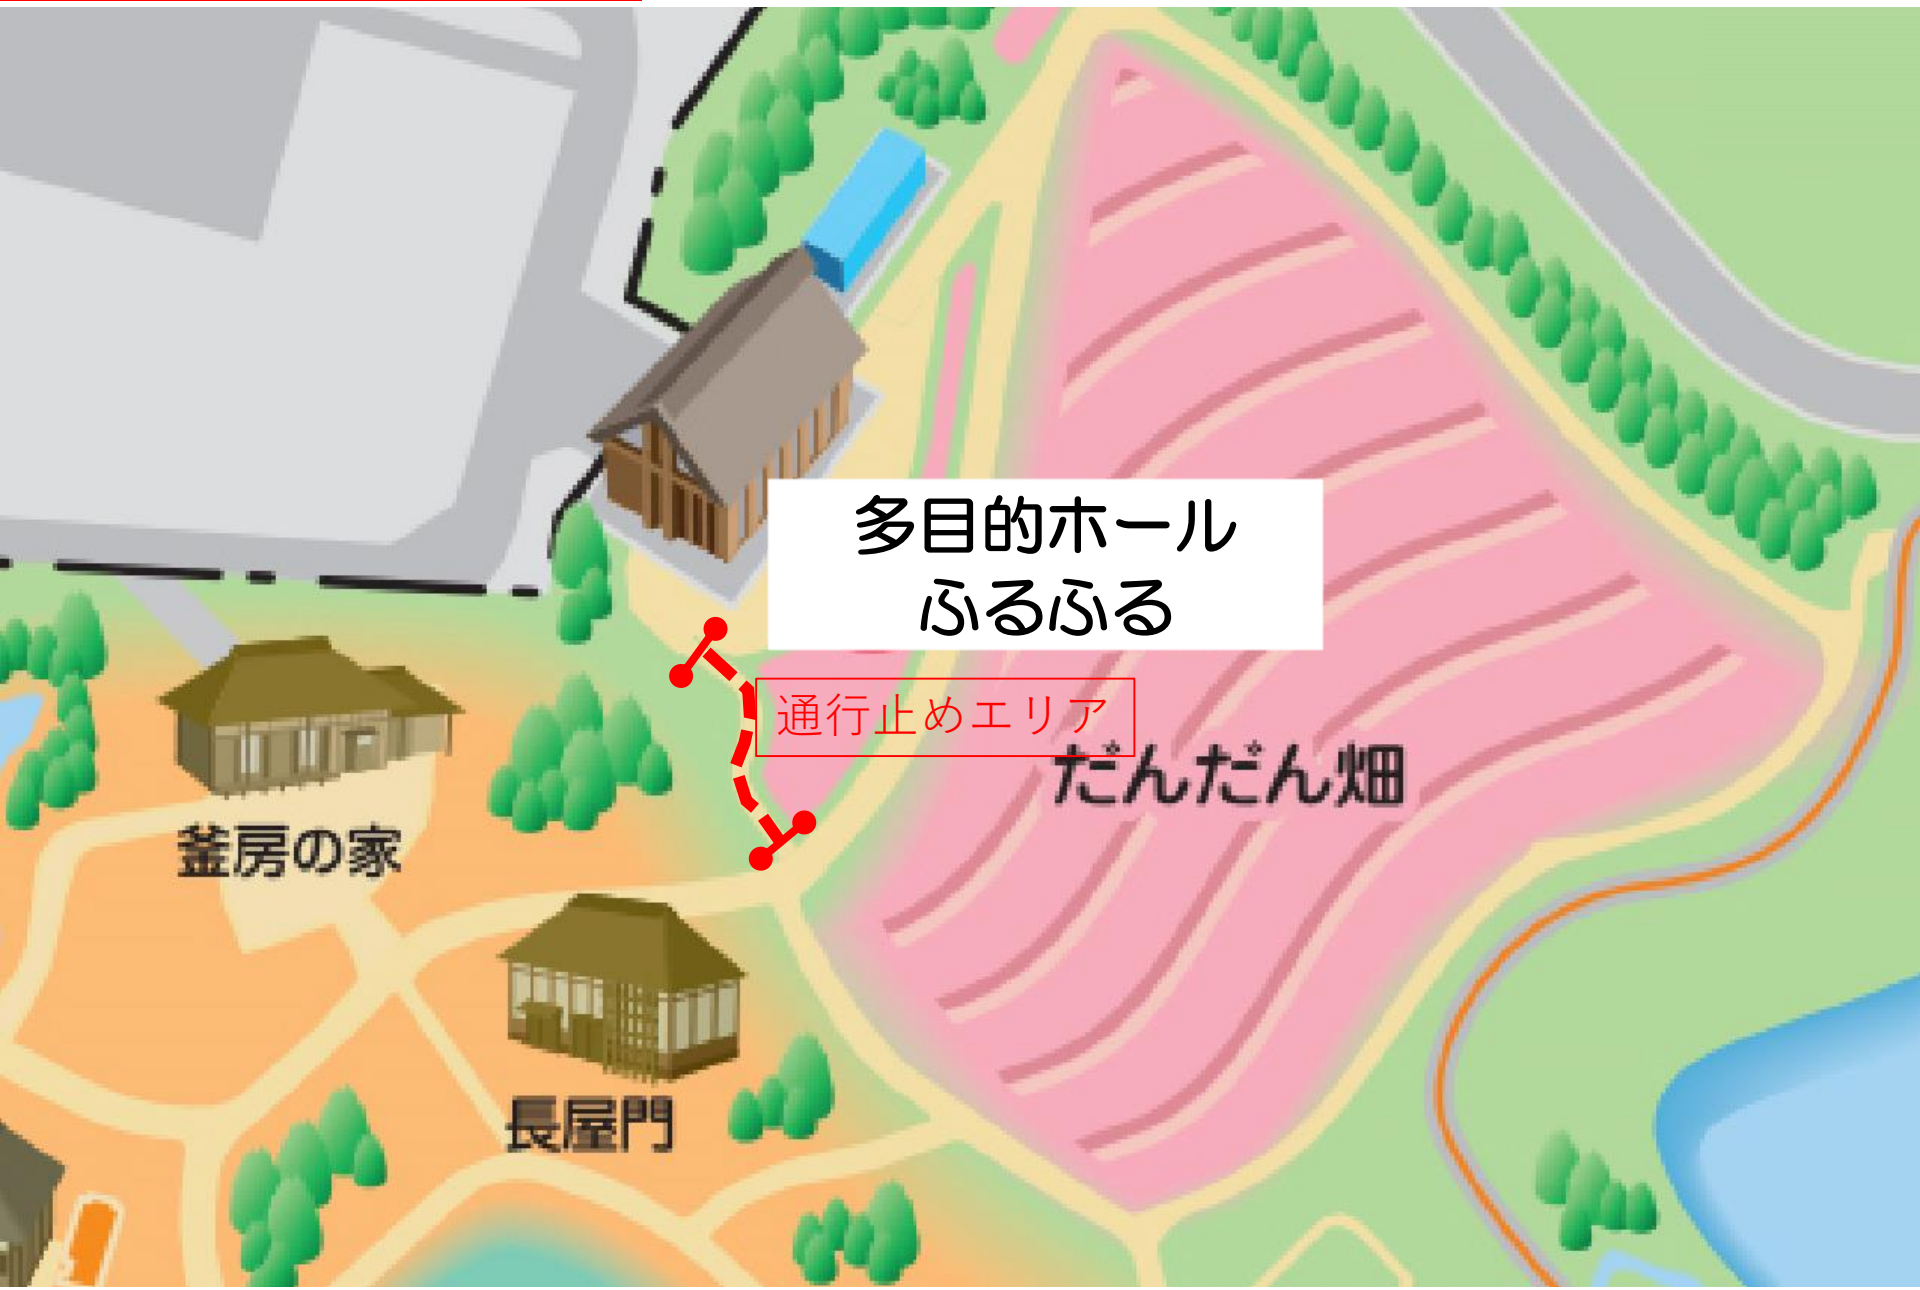 多目的ホール
ふるふる
通行止めエリア
だんだん畑
釜房の家
長屋門